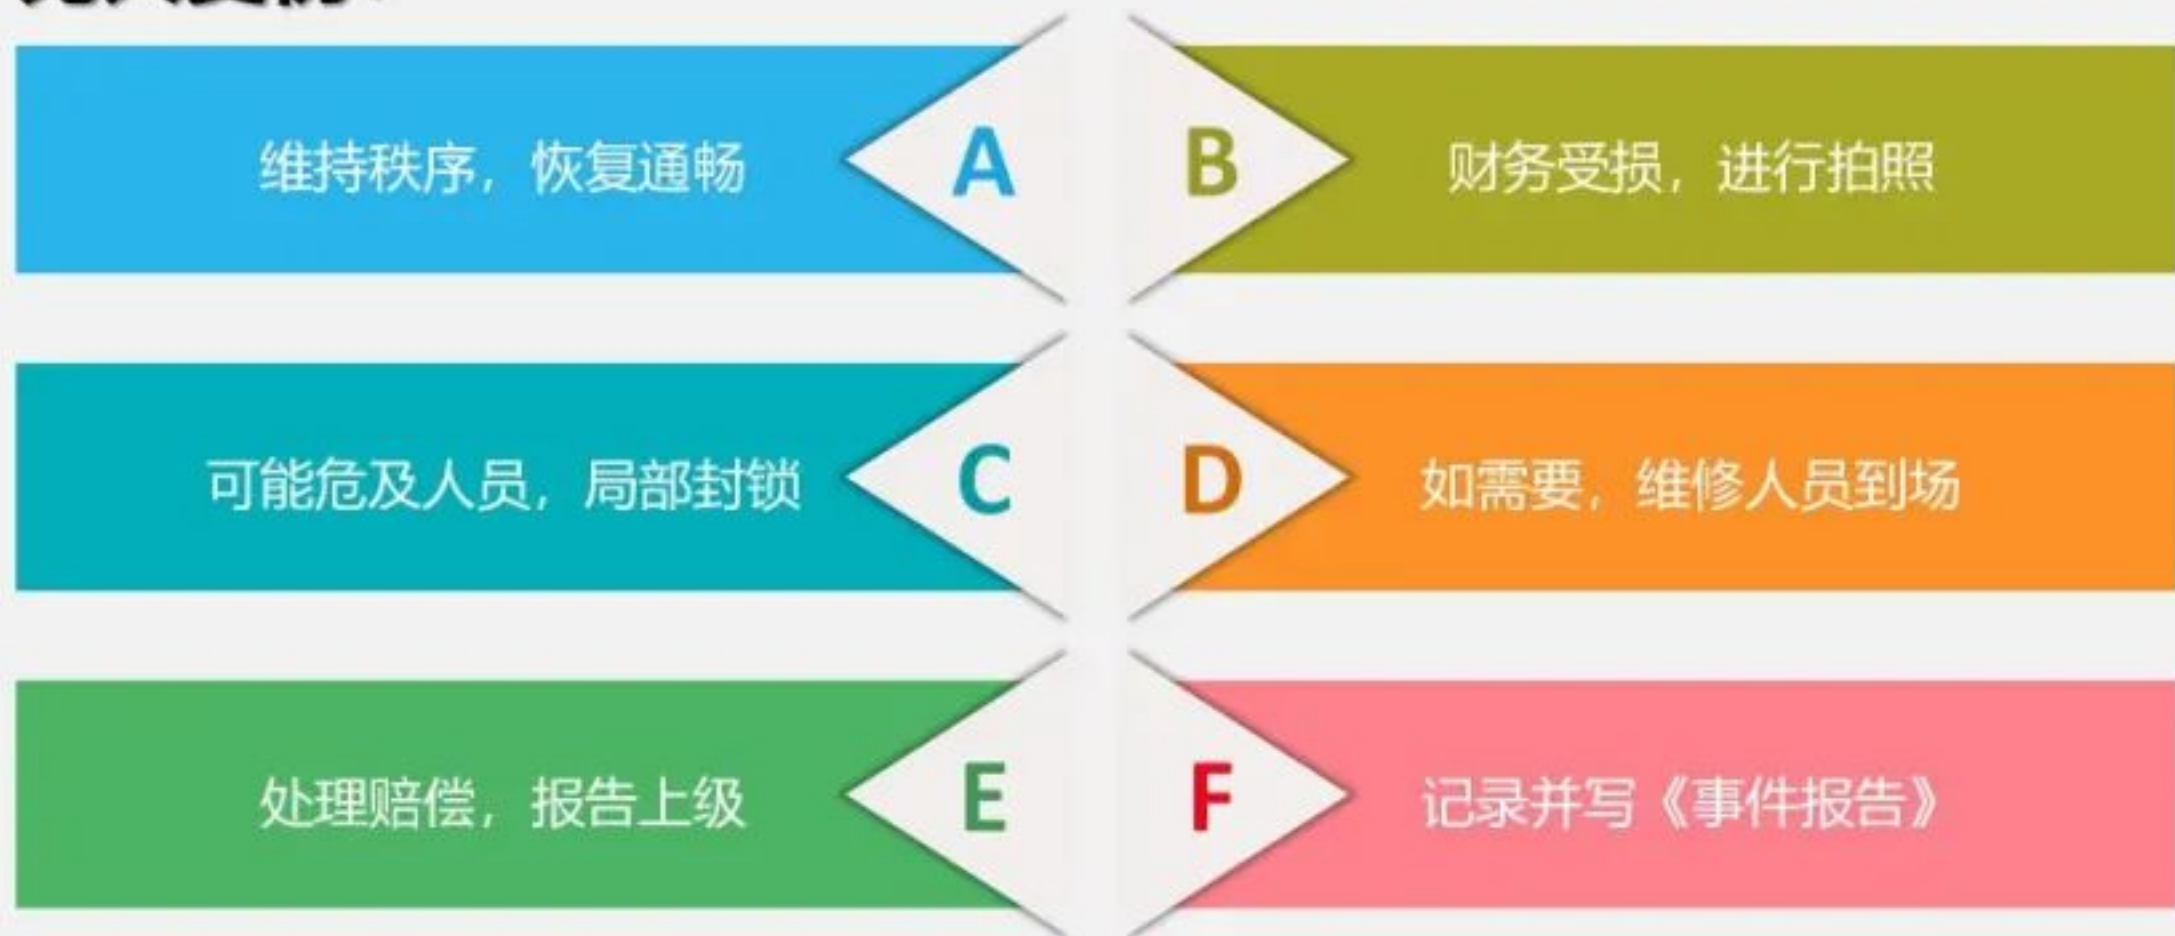 维持秩序，恢复通畅
A
B
财务受损，进行拍照
可能危及人员，局部封锁
C
D
如需要，维修人员到场
处理赔偿，报告上级
E
F
记录并写《事件报告》